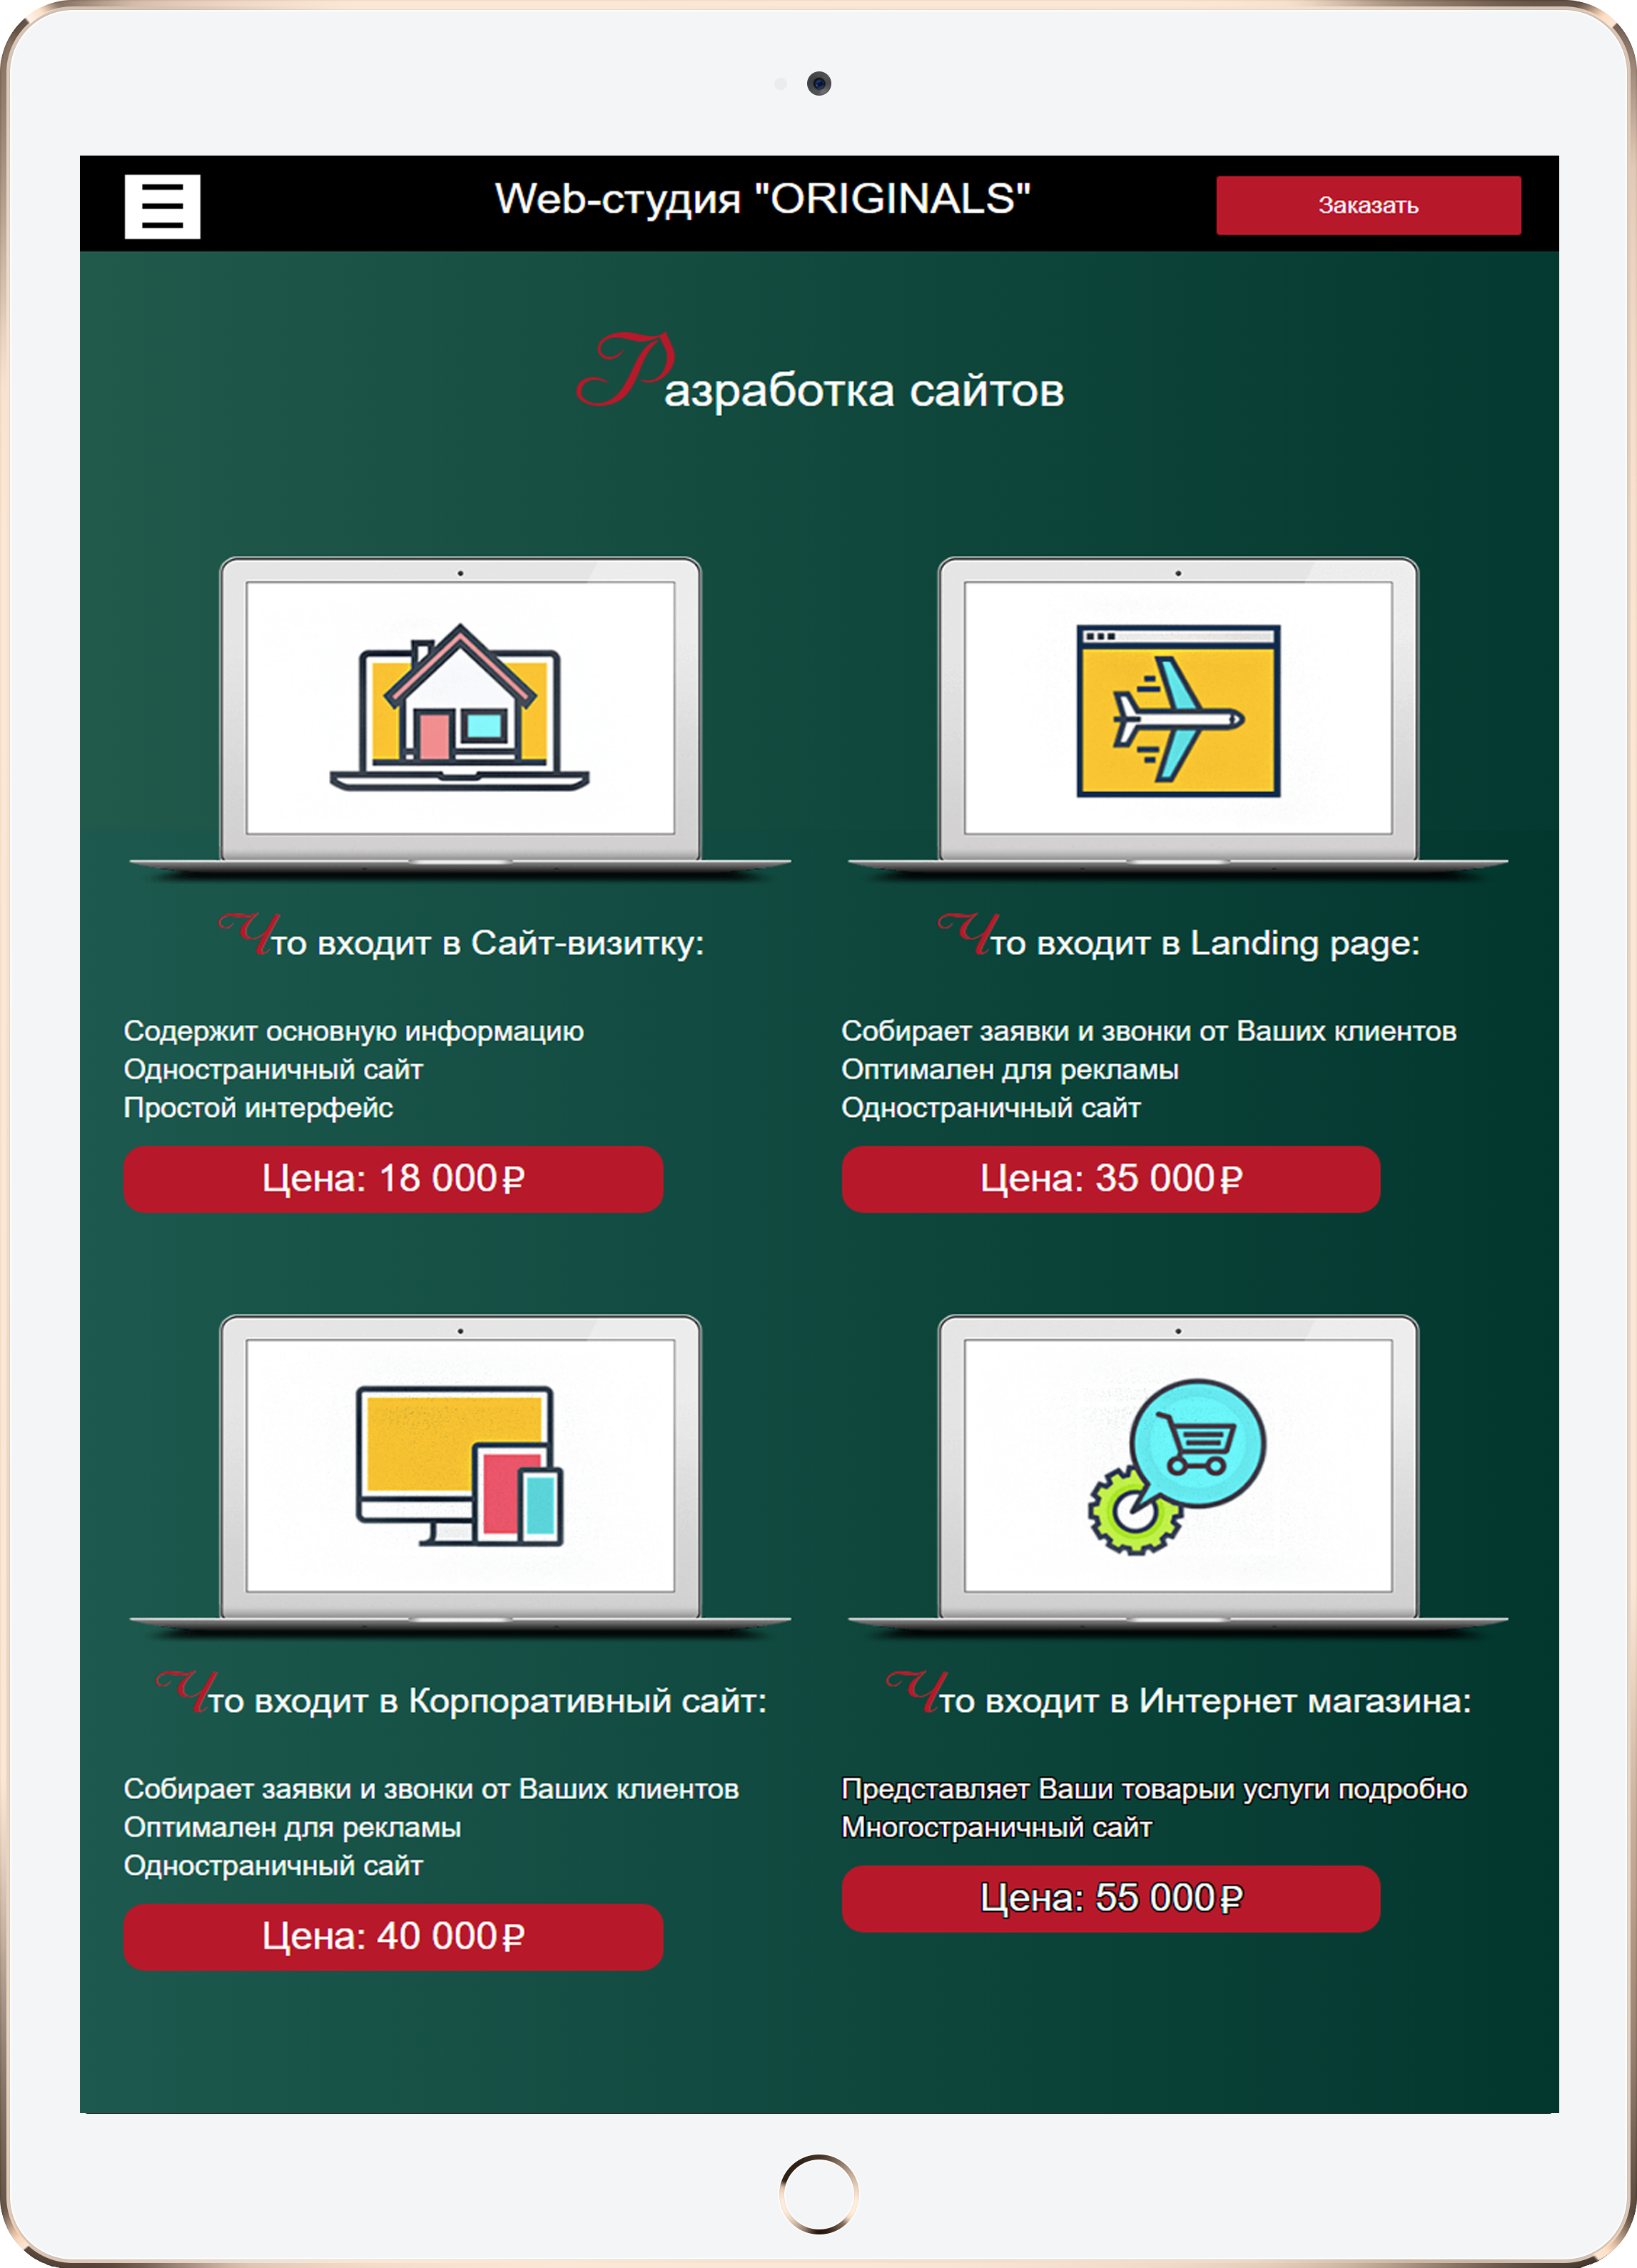 Web-студия "ORIGINALS"
Заказать
Разработка сайтов
Что входит в Сайт-визитку:
Содержит основную информацию
Одностраничный сайт
Простой интерфейс
Цена: 18 000₽
Что входит в Landing page:
Собирает заявки и звонки от Ваших клиентов
Оптимален для рекламы
Одностраничный сайт
Цена: 35 000₽
Что входит в Корпоративный сайт:
Собирает заявки и звонки от Ваших клиентов
Оптимален для рекламы
Одностраничный сайт
Цена: 40 000₽
Что входит в Интернет магазина:
Представляет Ваши товарыи услуги подробно
Многостраничный сайт
Цена: 55 000₽